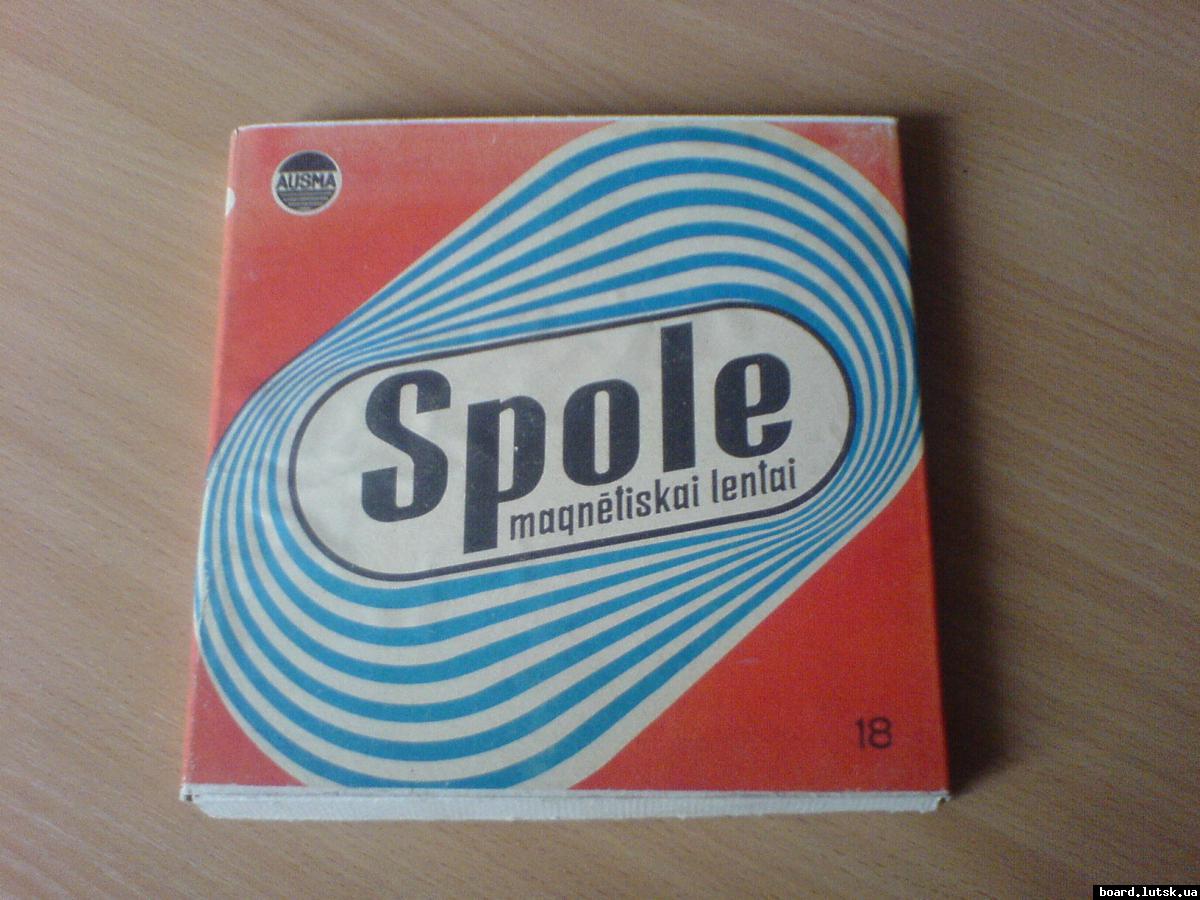 AUSMA
Spole
magnētiskai lentai
18
board.lutsk.ua